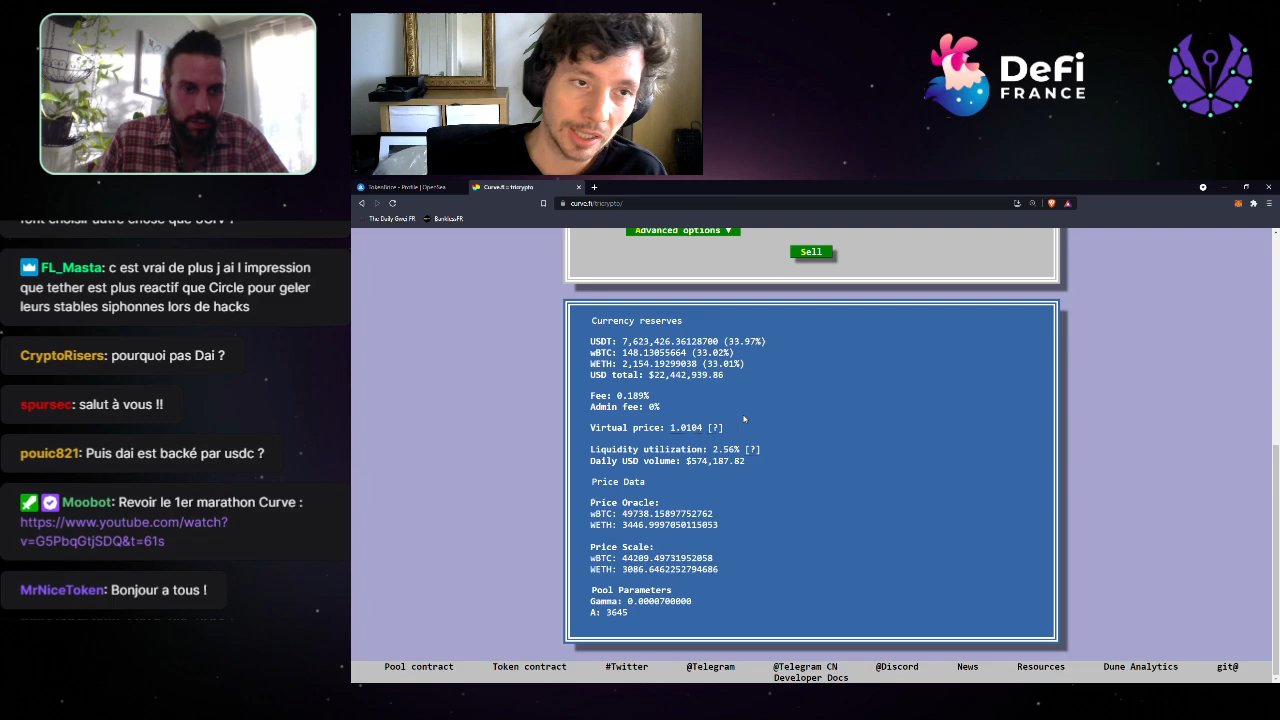 DeFi
FRANCE
TokenBrice - Profile | OpenSea
Curve.fi :: tricrypto
curve.fi/tricrypto/
The Daily Gwei FR
BanklessFR
FL_Masta: c est vrai de plus j ai l impression
que tether est plus reactif que Circle pour geler
leurs stables siphonnes lors de hacks
CryptoRisers: pourquoi pas Dai ?
spursec: salut à vous !!
pouic821: Puis dai est backé par usdc ?
Moobot: Revoir le 1er marathon Curve :
https://www.youtube.com/watch?
v=G5PbqGtjSDQ&t=61s
MrNiceToken: Bonjour a tous !
Advanced options ▼
Sell
Currency reserves
USDT: 7,623,426.36128700 (33.97%)
wBTC: 148.13055664 (33.02%)
WETH: 2,154.19299038 (33.01%)
USD total: $22,442,939.86
Fee: 0.189%
Admin fee: 0%
Virtual price: 1.0104 [?]
Liquidity utilization: 2.56% [?]
Daily USD volume: $574,187.82
Price Data
Price Oracle:
wBTC: 49738.15897752762
WETH: 3446.9997050115053
Price Scale:
wBTC: 44209.49731952058
WETH: 3086.6462252794686
Pool Parameters
Gamma: 0.0000700000
A: 3645
Pool contract
Token contract
#Twitter
@Telegram
@Telegram CN
@Discord
News
Resources
Dune Analytics
git@
Developer Docs